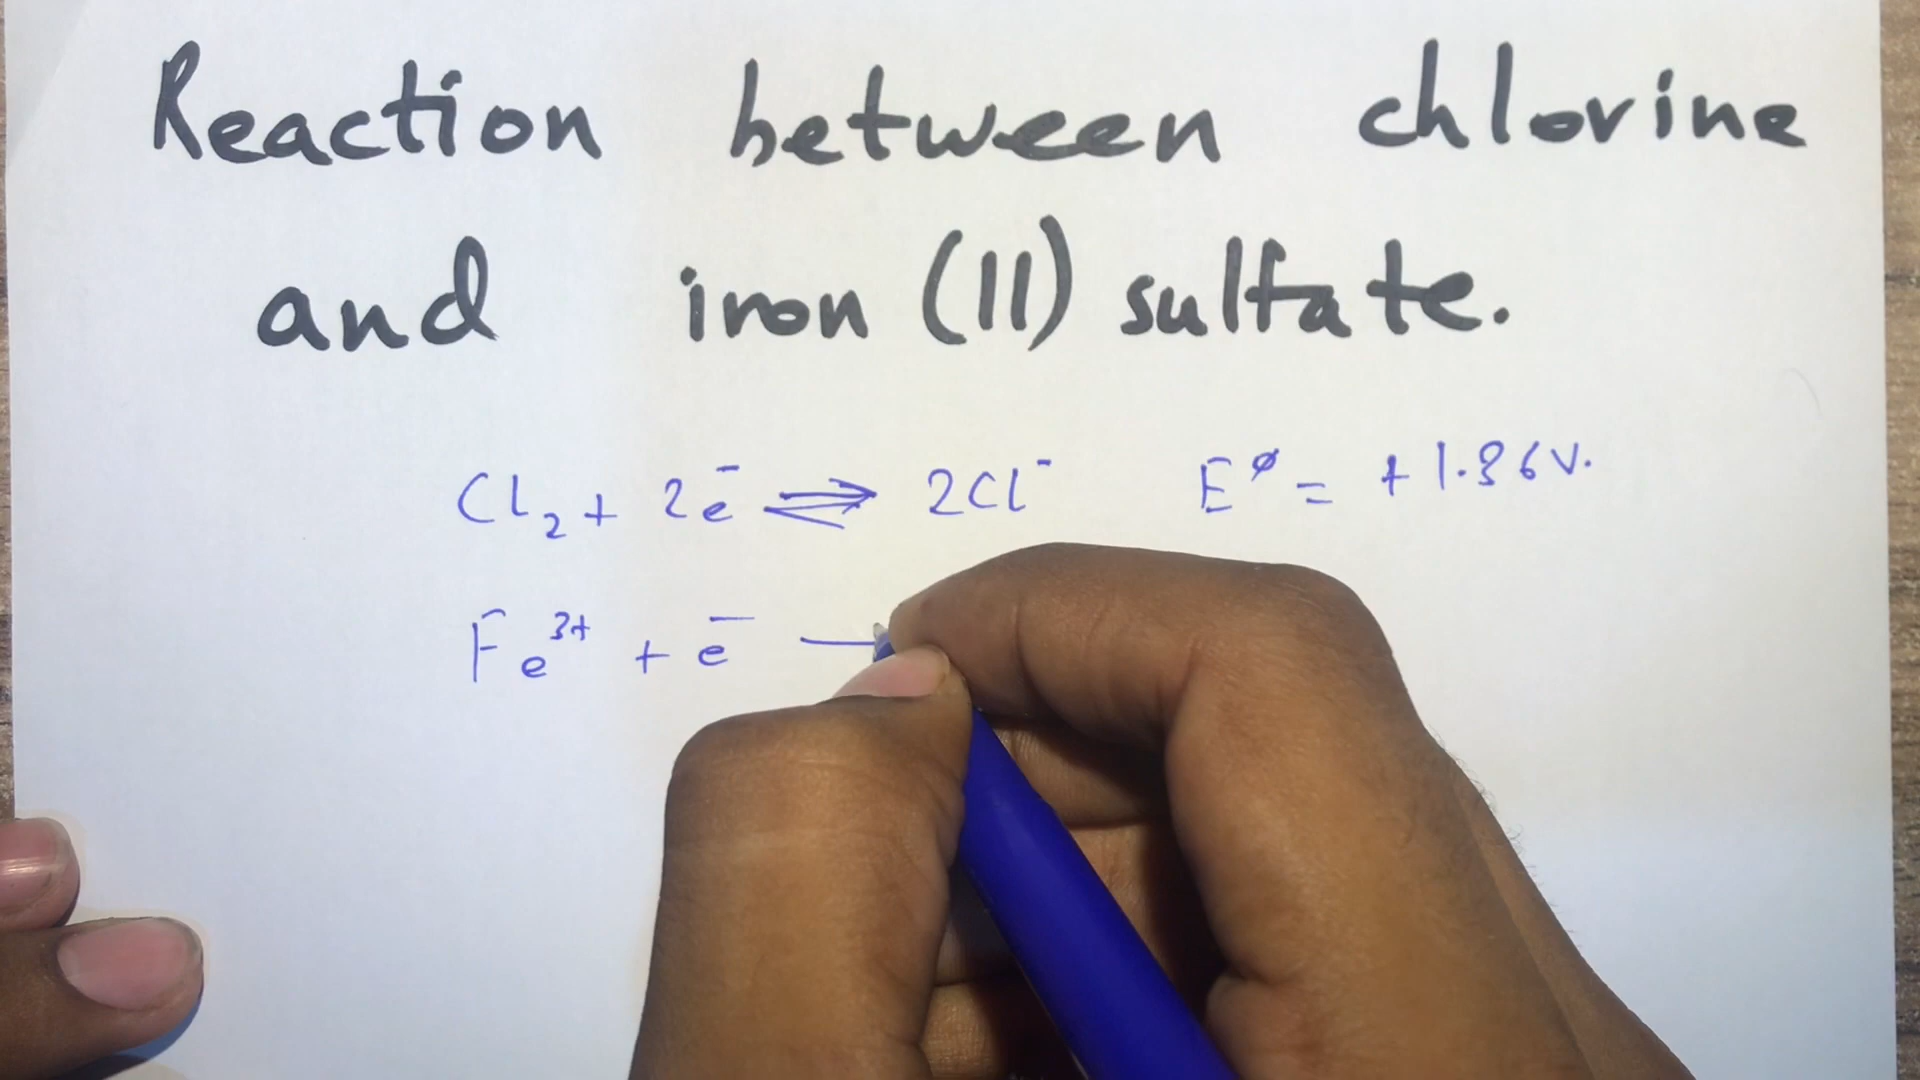 Reaction between chlorine
and iron (II) sulfate.
Cl₂ + 2e⁻ ⇌ 2Cl⁻ E° = +1.36V.
Fe³⁺ + e⁻ —